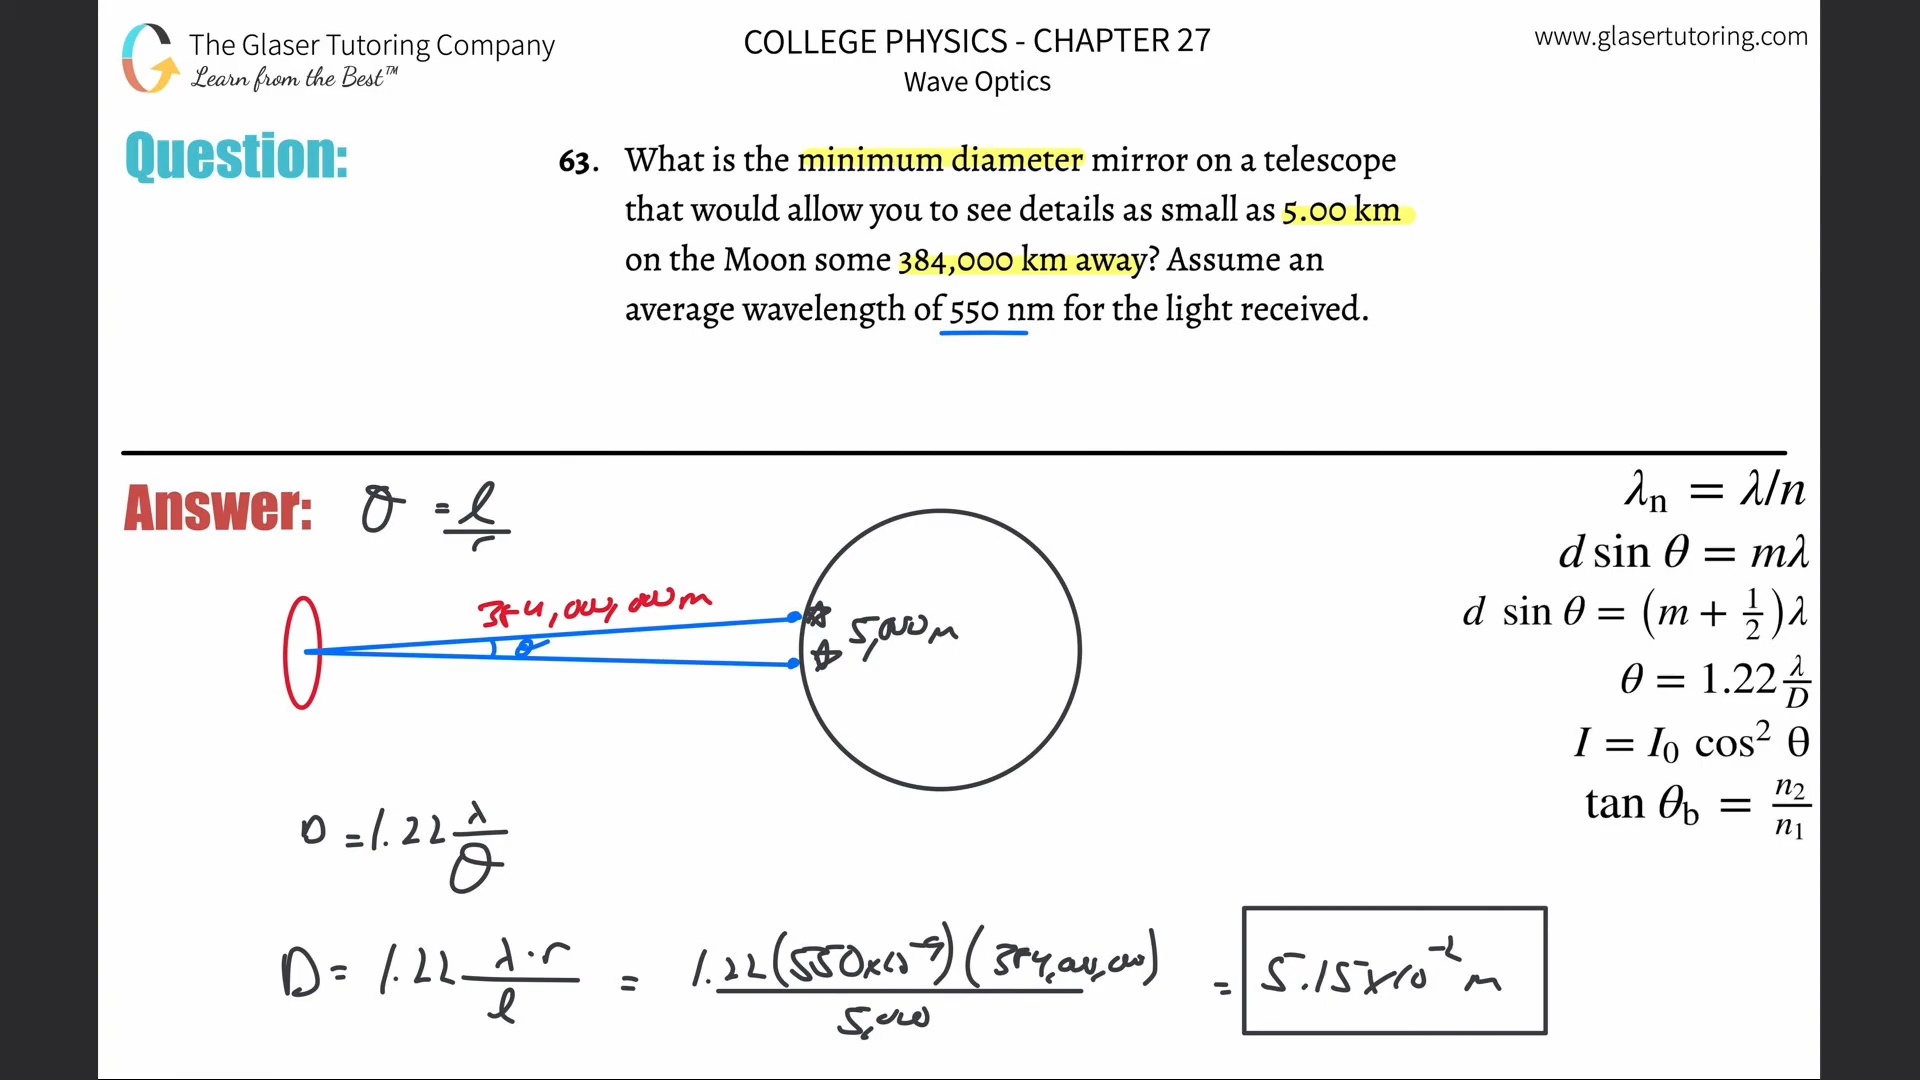 The Glaser Tutoring Company
Learn from the Best™
COLLEGE PHYSICS - CHAPTER 27
Wave Optics
www.glasertutoring.com
Question:
63. What is the minimum diameter mirror on a telescope
that would allow you to see details as small as 5.00 km
on the Moon some 384,000 km away? Assume an
average wavelength of 550 nm for the light received.
Answer:
θ = l/r
384,000,000 m
θ
5,000 m
D = 1.22 λ/θ
D = 1.22 λ·r/l = 1.22(550x10⁻⁹)(384,000,000)/5,000 = 5.15x10⁻² m
λₙ = λ/n
d sin θ = mλ
d sin θ = (m + 1/2)λ
θ = 1.22 λ/D
I = I₀ cos² θ
tan θb = n₂/n₁